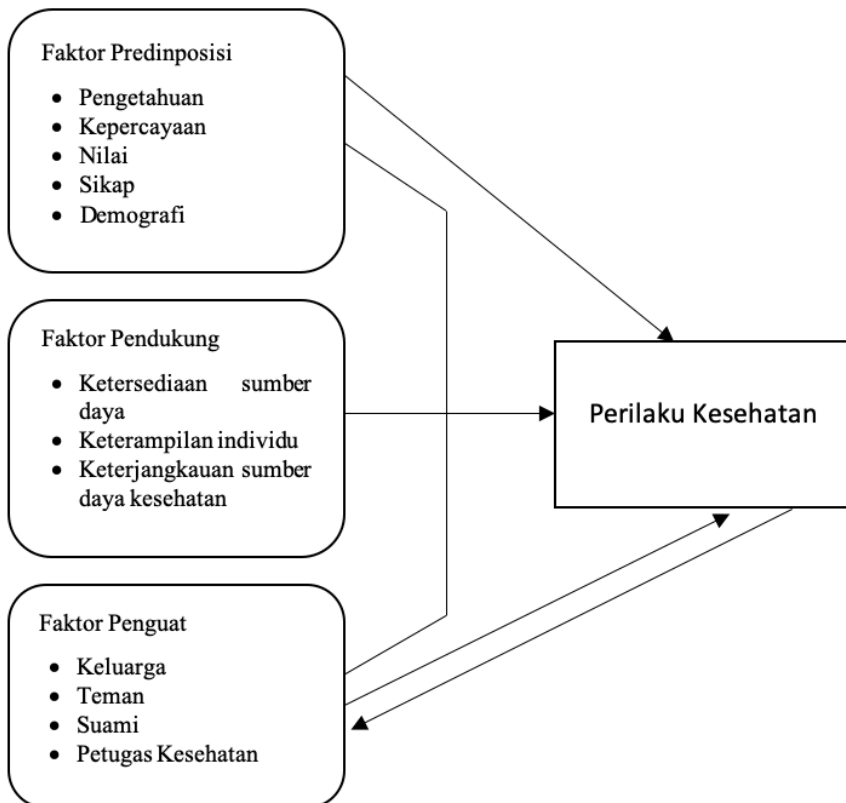 Faktor Predinposisi
• Pengetahuan
• Kepercayaan
• Nilai
• Sikap
• Demografi
Faktor Pendukung
• Ketersediaan sumber
daya
• Keterampilan individu
• Keterjangkauan sumber
daya kesehatan
Perilaku Kesehatan
Faktor Penguat
• Keluarga
• Teman
• Suami
• Petugas Kesehatan